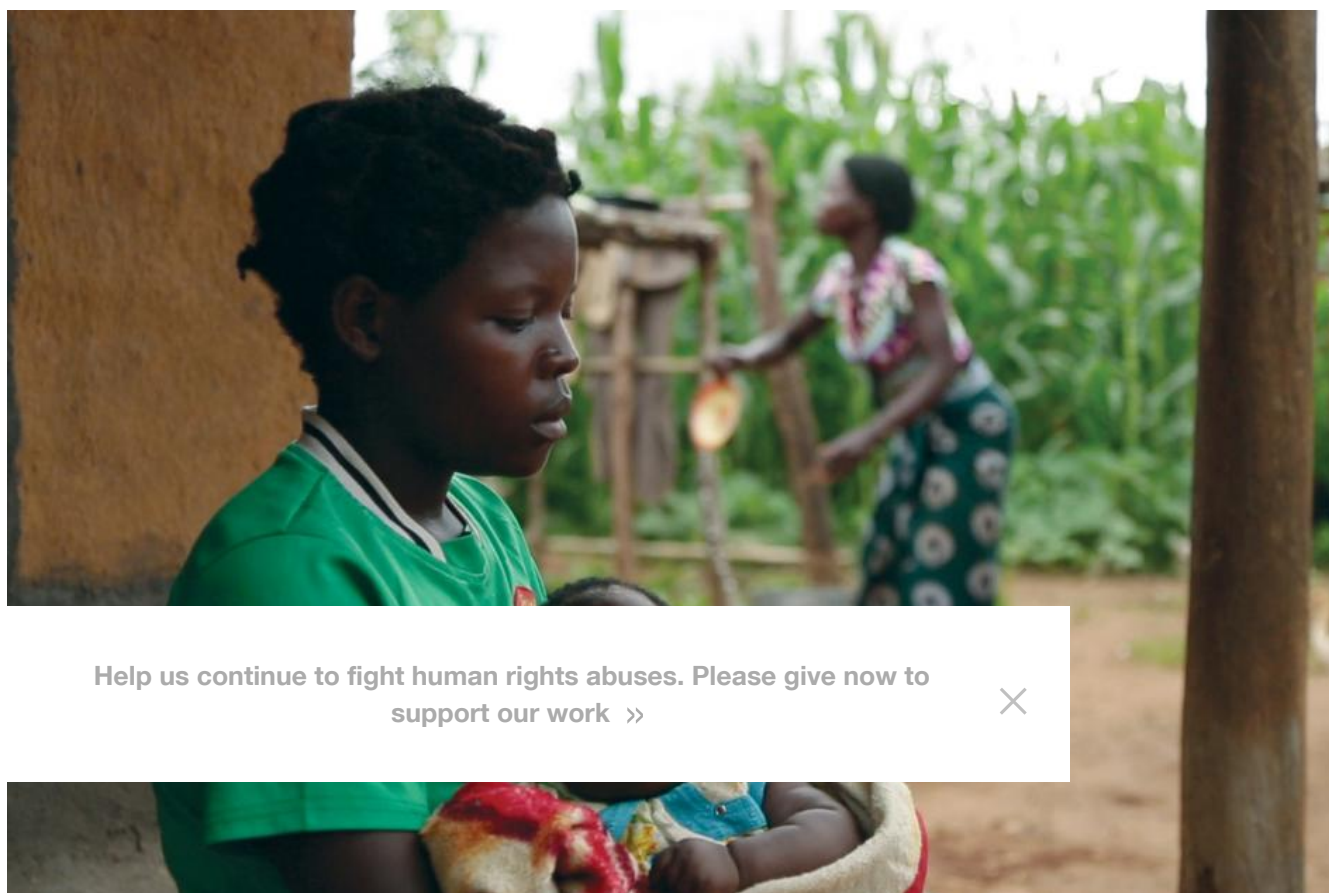 Help us continue to fight human rights abuses. Please give now to
support our work »